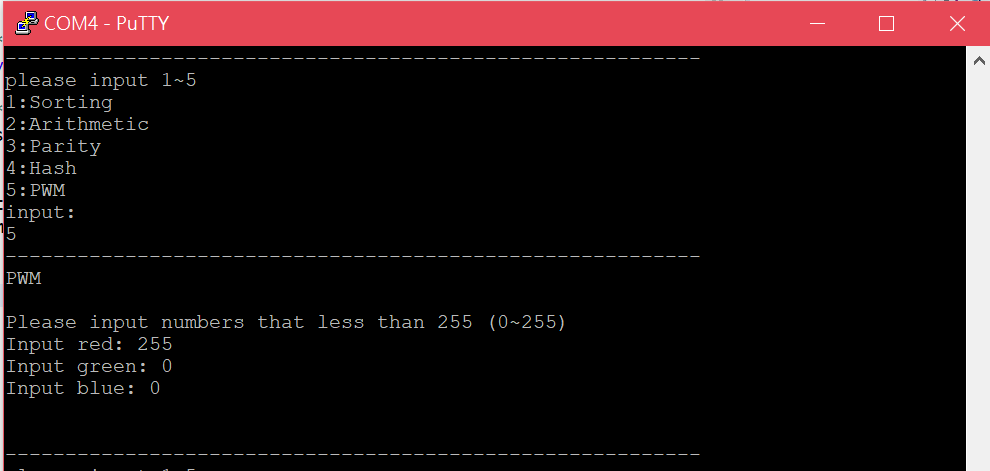 COM4 - PuTTY
----------------------------------------------------------
please input 1~5
1:Sorting
2:Arithmetic
3:Parity
4:Hash
5:PWM
input:
5
----------------------------------------------------------
PWM
Please input numbers that less than 255 (0~255)
Input red: 255
Input green: 0
Input blue: 0
----------------------------------------------------------